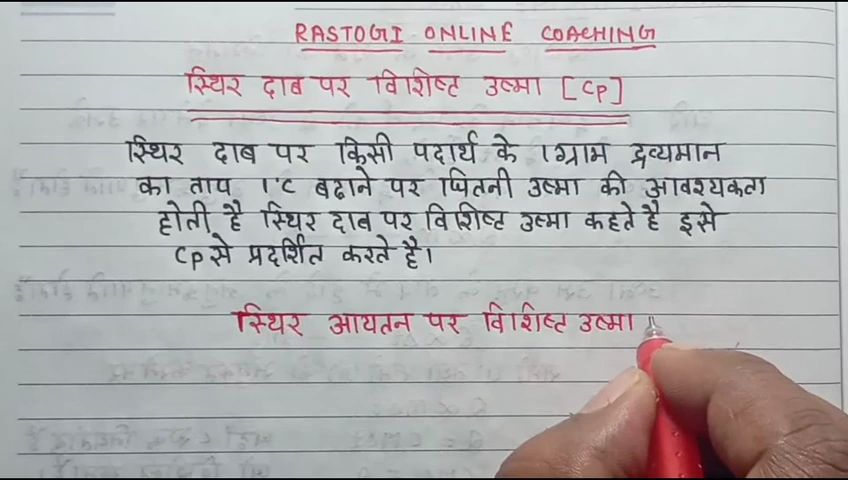 RASTOGI ONLINE COACHING
स्थिर दाब पर विशिष्ट उष्मा [Cp]
स्थिर दाब पर किसी पदार्थ के 1ग्राम द्रव्यमान
का ताप 1°C बढाने पर जितनी उष्मा की आवश्यकता
होती है स्थिर दाब पर विशिष्ट उष्मा कहते है इसे
Cp से प्रदर्शित करते है।
स्थिर आयतन पर विशिष्ट उष्मा